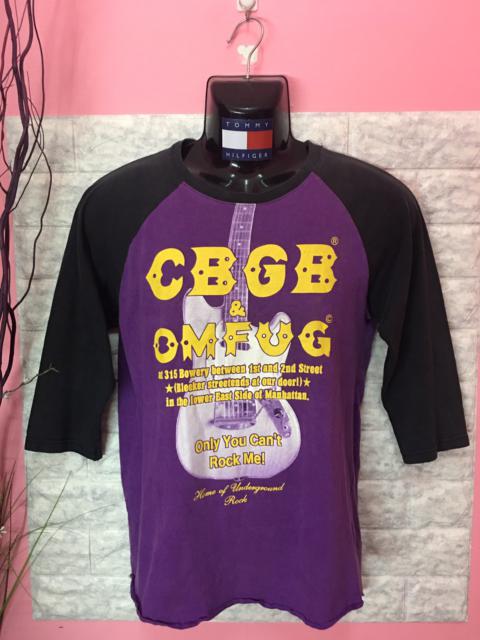 TOMMY
HILFIGER
CBGB®
&
OMFUG©
at 315 Bowery between 1st and 2nd Street
★(Blecker streetends at our door!)★
in the lower East Side of Manhattan.
Only You Can't
Rock Me!
Home of Underground
Rock